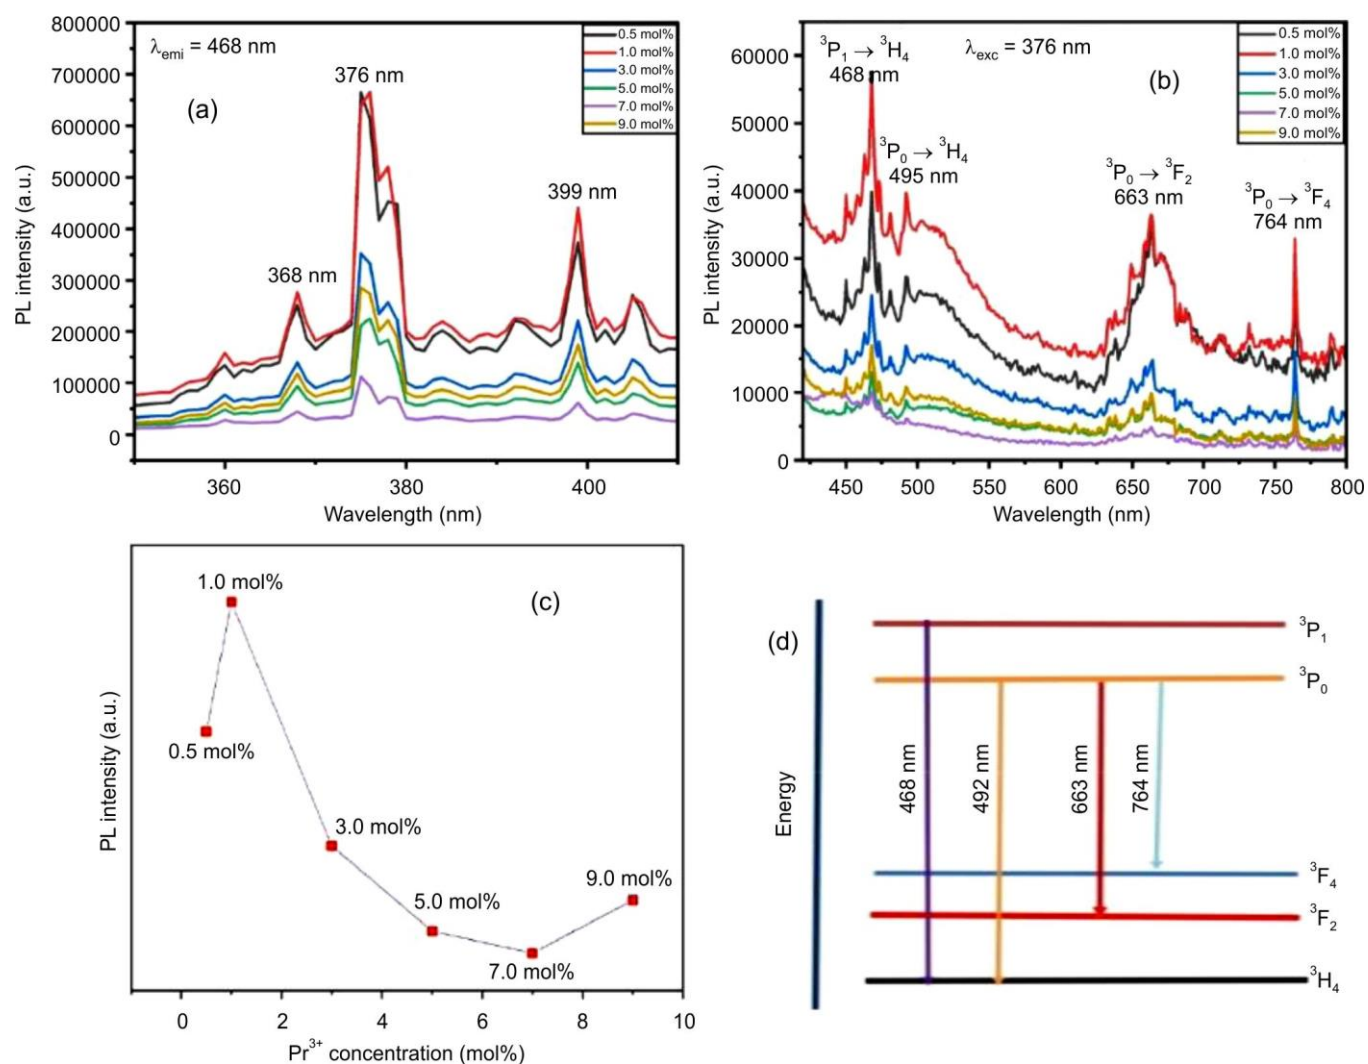 λemi = 468 nm
(a)
376 nm
368 nm
399 nm
0.5 mol%
1.0 mol%
3.0 mol%
5.0 mol%
7.0 mol%
9.0 mol%
800000
700000
600000
500000
400000
300000
200000
100000
0
PL intensity (a.u.)
360
380
400
Wavelength (nm)
³P₁ → ³H₄
468 nm
λexc = 376 nm
(b)
³P₀ → ³H₄
495 nm
³P₀ → ³F₂
663 nm
³P₀ → ³F₄
764 nm
0.5 mol%
1.0 mol%
3.0 mol%
5.0 mol%
7.0 mol%
9.0 mol%
60000
50000
40000
30000
20000
10000
0
PL intensity (a.u.)
450
500
550
600
650
700
750
800
Wavelength (nm)
1.0 mol%
(c)
0.5 mol%
3.0 mol%
9.0 mol%
5.0 mol%
7.0 mol%
PL intensity (a.u.)
0
2
4
6
8
10
Pr³⁺ concentration (mol%)
(d)
³P₁
³P₀
468 nm
492 nm
663 nm
764 nm
Energy
³F₄
³F₂
³H₄